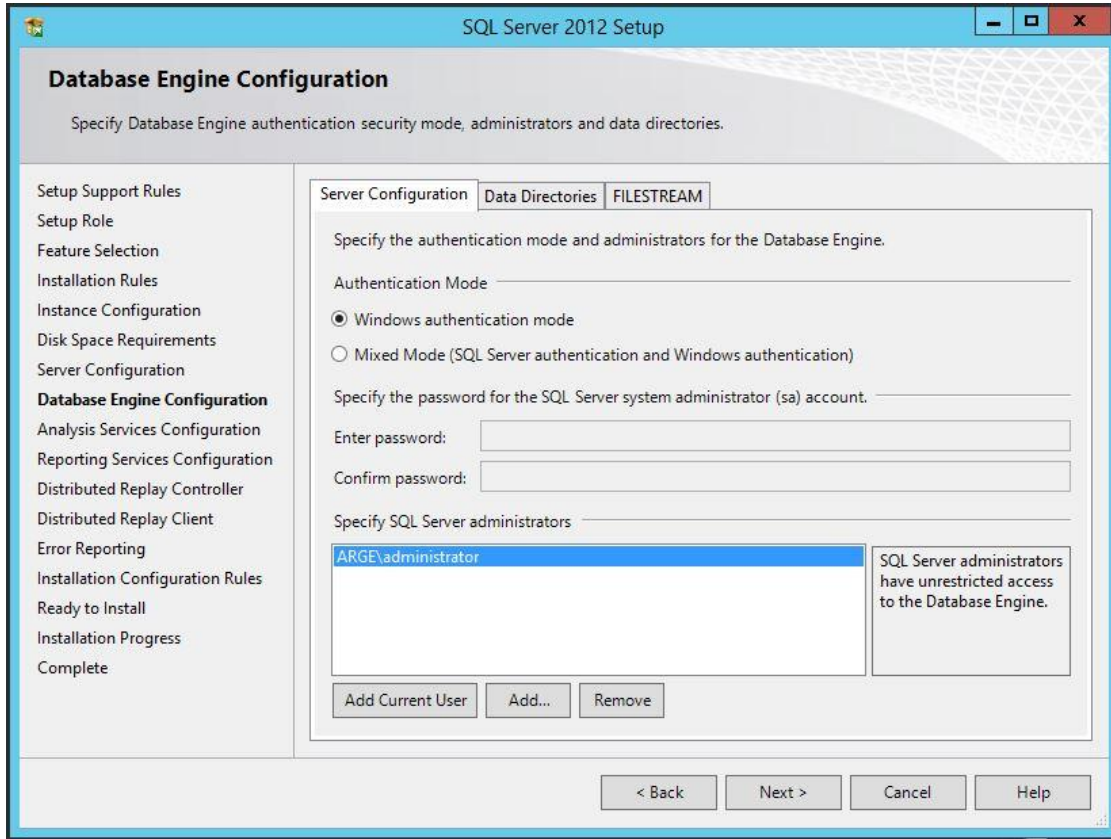 SQL Server 2012 Setup
Database Engine Configuration
Specify Database Engine authentication security mode, administrators and data directories.
Setup Support Rules
Setup Role
Feature Selection
Installation Rules
Instance Configuration
Disk Space Requirements
Server Configuration
Database Engine Configuration
Analysis Services Configuration
Reporting Services Configuration
Distributed Replay Controller
Distributed Replay Client
Error Reporting
Installation Configuration Rules
Ready to Install
Installation Progress
Complete
Server Configuration Data Directories FILESTREAM
Specify the authentication mode and administrators for the Database Engine.
Authentication Mode
Windows authentication mode
Mixed Mode (SQL Server authentication and Windows authentication)
Specify the password for the SQL Server system administrator (sa) account.
Enter password:
Confirm password:
Specify SQL Server administrators
ARGE\administrator
SQL Server administrators
have unrestricted access
to the Database Engine.
Add Current User Add... Remove
< Back Next > Cancel Help